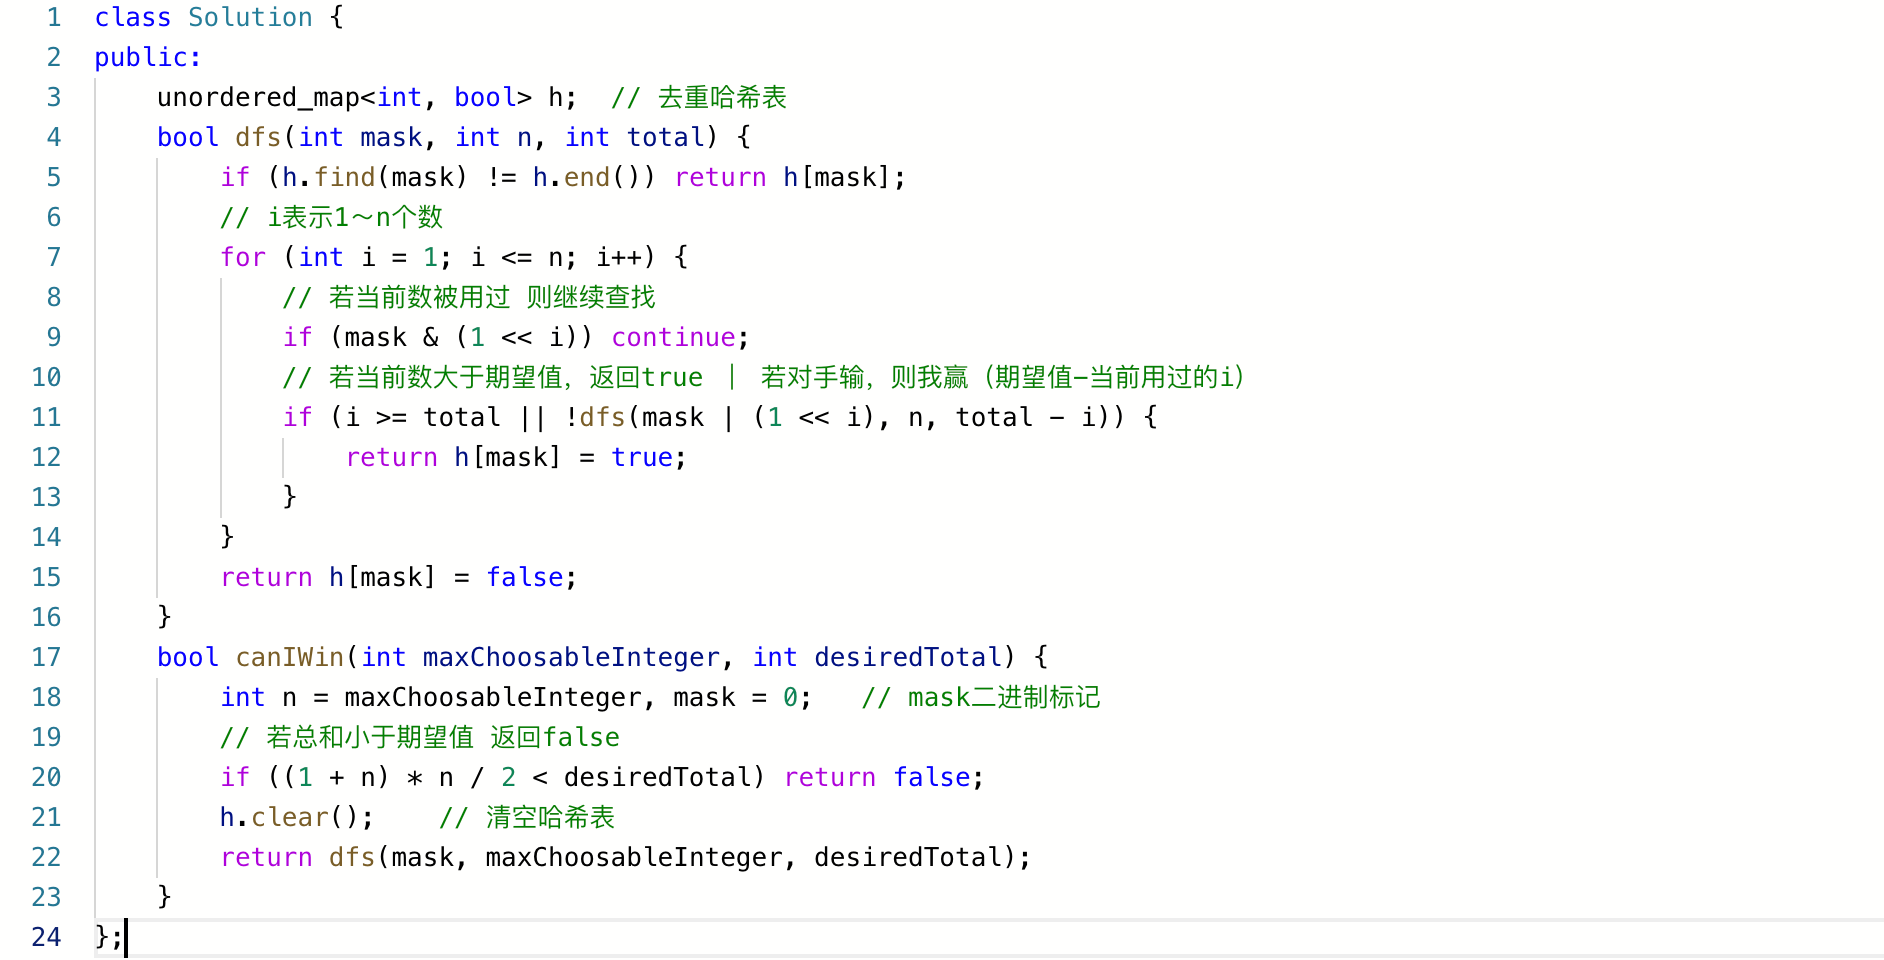 1 class Solution {
2 public:
3     unordered_map<int, bool> h;  // 去重哈希表
4     bool dfs(int mask, int n, int total) {
5         if (h.find(mask) != h.end()) return h[mask];
6         // i表示1～n个数
7         for (int i = 1; i <= n; i++) {
8             // 若当前数被用过 则继续查找
9             if (mask & (1 << i)) continue;
10             // 若当前数大于期望值，返回true ｜ 若对手输，则我赢（期望值-当前用过的i）
11             if (i >= total || !dfs(mask | (1 << i), n, total - i)) {
12                 return h[mask] = true;
13             }
14         }
15         return h[mask] = false;
16     }
17     bool canIWin(int maxChoosableInteger, int desiredTotal) {
18         int n = maxChoosableInteger, mask = 0;   // mask二进制标记
19         // 若总和小于期望值 返回false
20         if ((1 + n) * n / 2 < desiredTotal) return false;
21         h.clear();    // 清空哈希表
22         return dfs(mask, maxChoosableInteger, desiredTotal);
23     }
24 };